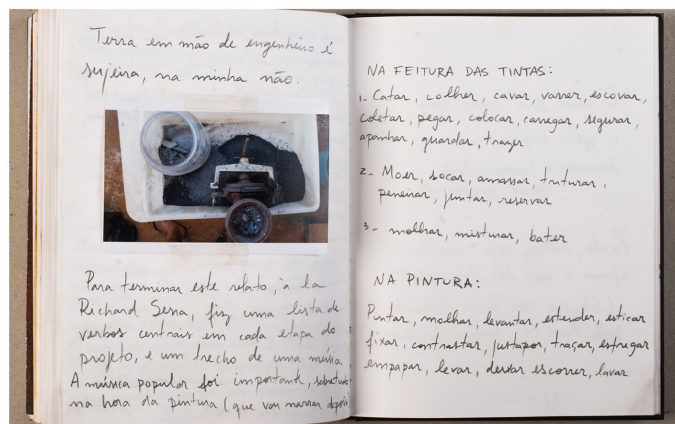 Terra em mão de engenheiro é
sujeira, na minha não.
Para terminar este relato, à la
Richard Serra, fiz uma lista de
verbos centrais em cada etapa do
projeto, e um trecho de uma música.
A música popular foi importante, sobretudo
na hora da pintura (que vou narrar depois
NA FEITURA DAS TINTAS:
1. Catar, colher, cavar, varrer, escovar,
coletar, pegar, colocar, carregar, segurar,
apanhar, guardar, trazer
2- Moer, socar, amassar, triturar,
peneirar, juntar, reservar
3- molhar, misturar, bater
NA PINTURA:
Pintar, molhar, levantar, estender, esticar
fixar, contrastar, justapor, traçar, esfregar
empapar, levar, deixar escorrer, lavar